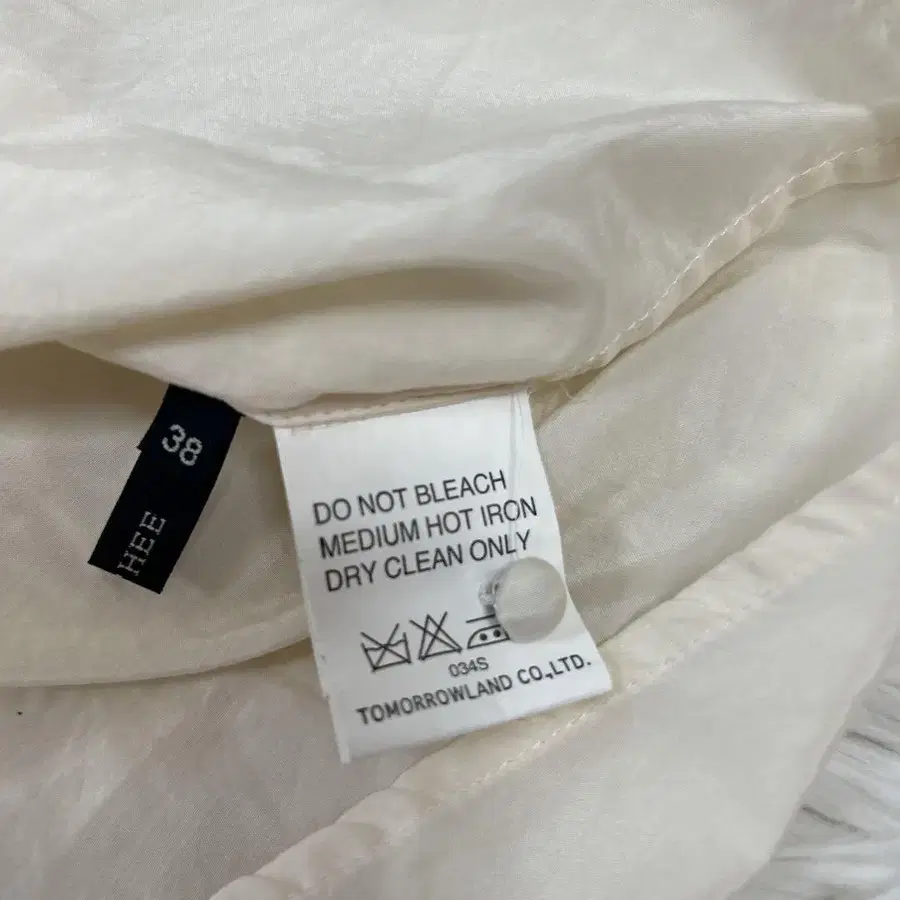 38
HEE
DO NOT BLEACH
MEDIUM HOT IRON
DRY CLEAN ONLY
034S
TOMORROWLAND CO.,LTD.